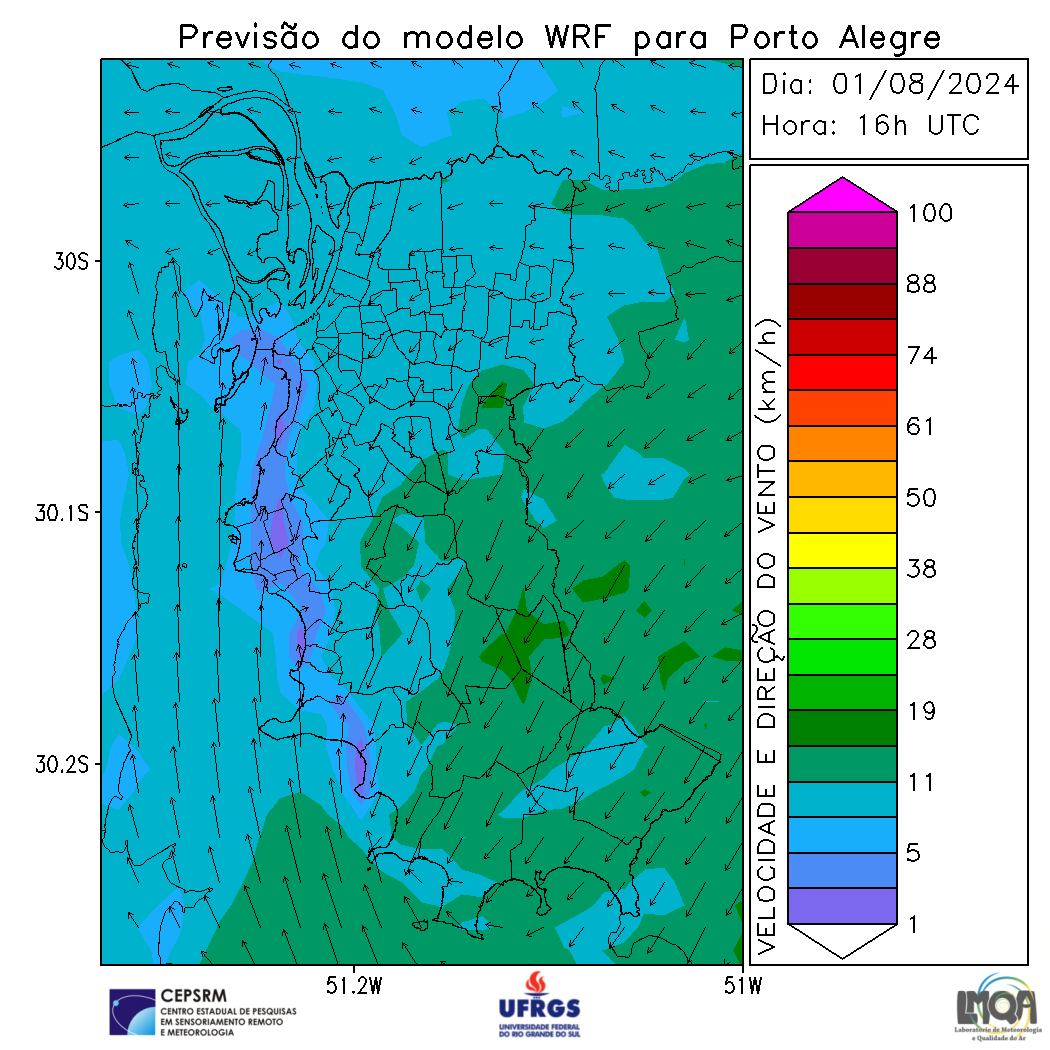 Previsão do modelo WRF para Porto Alegre
Dia: 01/08/2024
Hora: 16h UTC
30S
30.1S
30.2S
51.2W
51W
VELOCIDADE E DIREÇÃO DO VENTO (km/h)
100
88
74
61
50
38
28
19
11
5
1
CEPSRM
CENTRO ESTADUAL DE PESQUISAS
EM SENSORIAMENTO REMOTO
E METEOROLOGIA
UFRGS
UNIVERSIDADE FEDERAL
DO RIO GRANDE DO SUL
LMQA
Laboratório de Meteorologia
e Qualidade do Ar